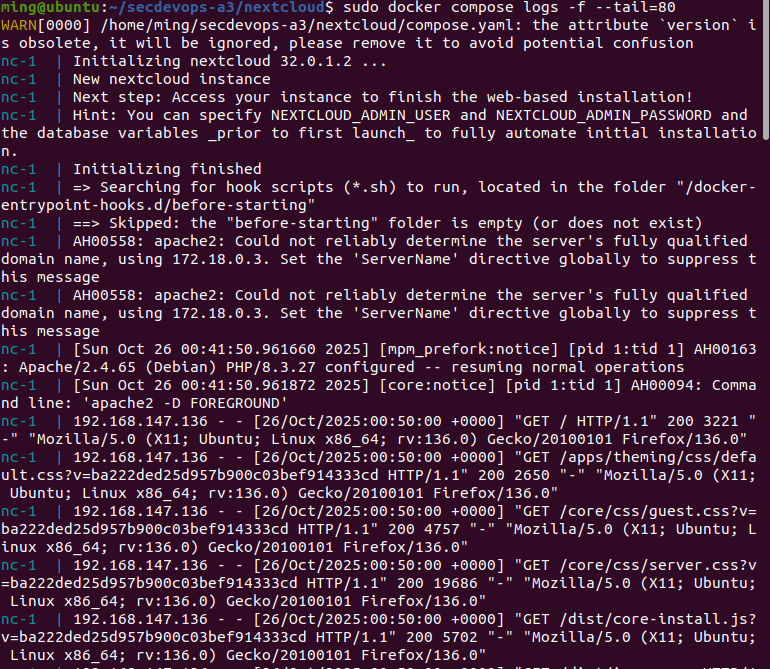 ming@ubuntu:~/secdevops-a3/nextcloud$ sudo docker compose logs -f --tail=80
WARN[0000] /home/ming/secdevops-a3/nextcloud/compose.yaml: the attribute `version` i
s obsolete, it will be ignored, please remove it to avoid potential confusion
nc-1  | Initializing nextcloud 32.0.1.2 ...
nc-1  | New nextcloud instance
nc-1  | Next step: Access your instance to finish the web-based installation!
nc-1  | Hint: You can specify NEXTCLOUD_ADMIN_USER and NEXTCLOUD_ADMIN_PASSWORD and
the database variables _prior to first launch_ to fully automate initial installatio
n.
nc-1  | Initializing finished
nc-1  | => Searching for hook scripts (*.sh) to run, located in the folder "/docker-
entrypoint-hooks.d/before-starting"
nc-1  | ==> Skipped: the "before-starting" folder is empty (or does not exist)
nc-1  | AH00558: apache2: Could not reliably determine the server's fully qualified
domain name, using 172.18.0.3. Set the 'ServerName' directive globally to suppress t
his message
nc-1  | AH00558: apache2: Could not reliably determine the server's fully qualified
domain name, using 172.18.0.3. Set the 'ServerName' directive globally to suppress t
his message
nc-1  | [Sun Oct 26 00:41:50.961660 2025] [mpm_prefork:notice] [pid 1:tid 1] AH00163
: Apache/2.4.65 (Debian) PHP/8.3.27 configured -- resuming normal operations
nc-1  | [Sun Oct 26 00:41:50.961872 2025] [core:notice] [pid 1:tid 1] AH00094: Comma
nd line: 'apache2 -D FOREGROUND'
nc-1  | 192.168.147.136 - - [26/Oct/2025:00:50:00 +0000] "GET / HTTP/1.1" 200 3221 "
-" "Mozilla/5.0 (X11; Ubuntu; Linux x86_64; rv:136.0) Gecko/20100101 Firefox/136.0"
nc-1  | 192.168.147.136 - - [26/Oct/2025:00:50:00 +0000] "GET /apps/theming/css/defa
ult.css?v=ba222ded25d957b900c03bef914333cd HTTP/1.1" 200 2650 "-" "Mozilla/5.0 (X11;
 Ubuntu; Linux x86_64; rv:136.0) Gecko/20100101 Firefox/136.0"
nc-1  | 192.168.147.136 - - [26/Oct/2025:00:50:00 +0000] "GET /core/css/guest.css?v=
ba222ded25d957b900c03bef914333cd HTTP/1.1" 200 4757 "-" "Mozilla/5.0 (X11; Ubuntu; L
inux x86_64; rv:136.0) Gecko/20100101 Firefox/136.0"
nc-1  | 192.168.147.136 - - [26/Oct/2025:00:50:00 +0000] "GET /core/css/server.css?v
=ba222ded25d957b900c03bef914333cd HTTP/1.1" 200 19686 "-" "Mozilla/5.0 (X11; Ubuntu;
 Linux x86_64; rv:136.0) Gecko/20100101 Firefox/136.0"
nc-1  | 192.168.147.136 - - [26/Oct/2025:00:50:00 +0000] "GET /dist/core-install.js?
v=ba222ded25d957b900c03bef914333cd HTTP/1.1" 200 5702 "-" "Mozilla/5.0 (X11; Ubuntu;
 Linux x86_64; rv:136.0) Gecko/20100101 Firefox/136.0"